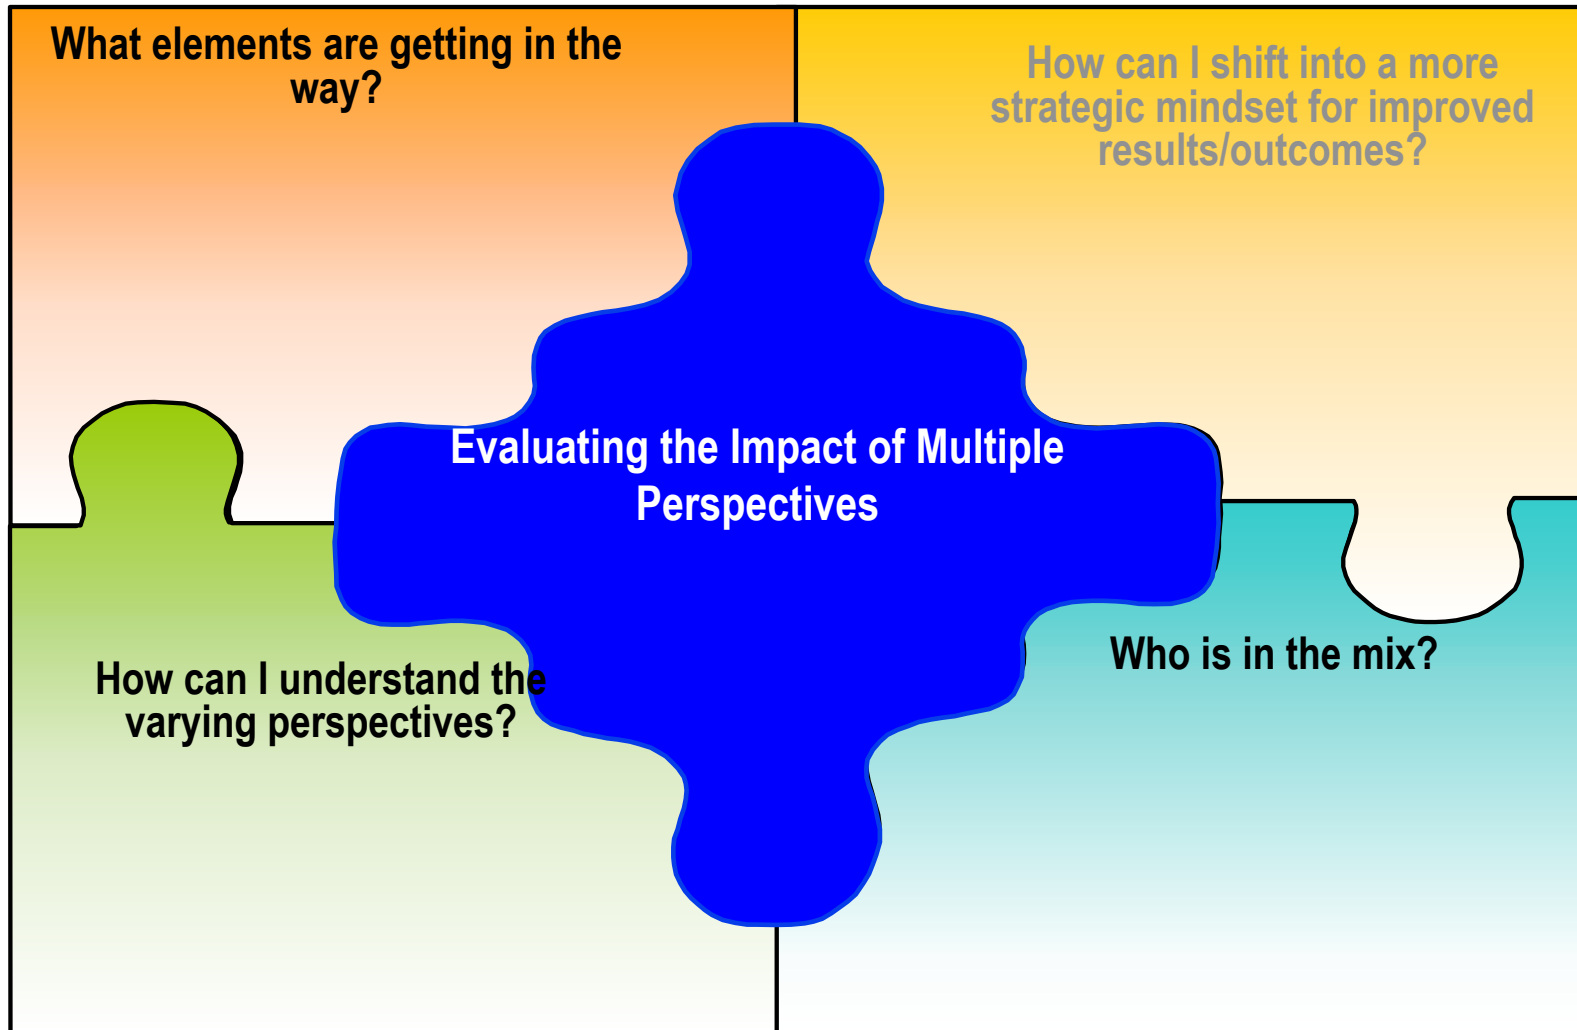 What elements are getting in the
way?
How can I shift into a more
strategic mindset for improved
results/outcomes?
Evaluating the Impact of Multiple
Perspectives
How can I understand the
varying perspectives?
Who is in the mix?